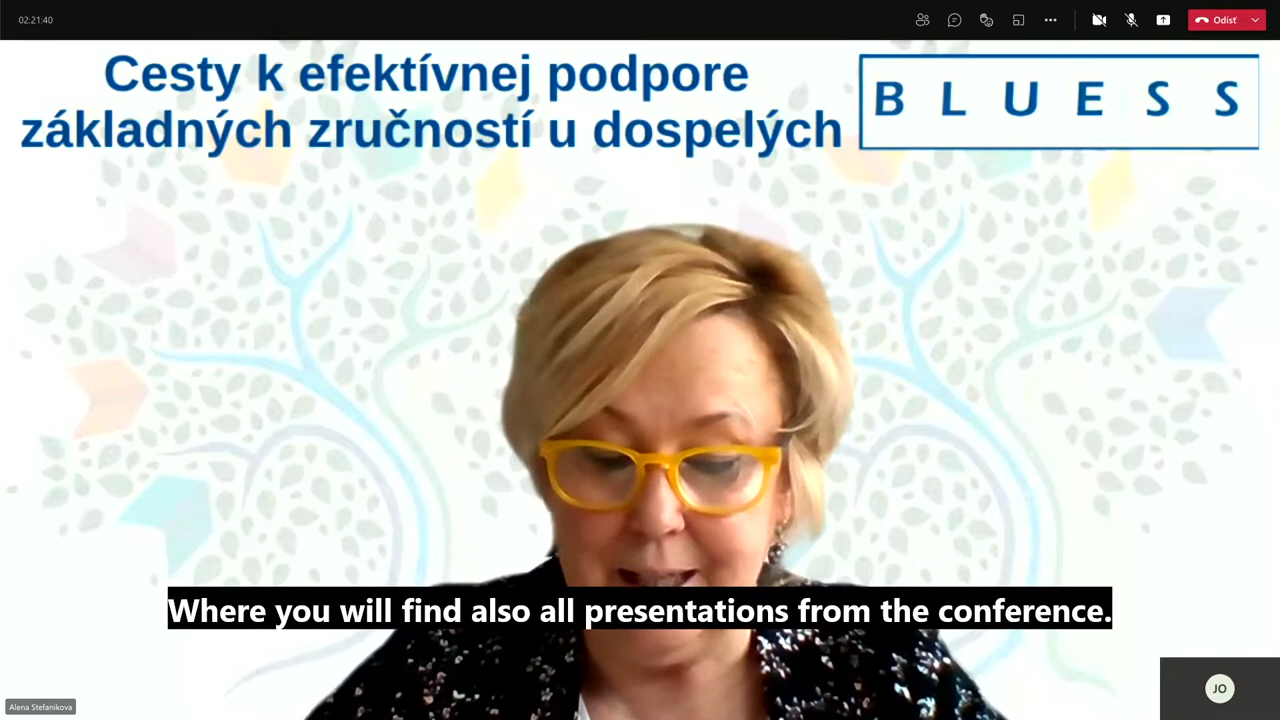 02:21:40
Odísť
Cesty k efektívnej podpore
základných zručností u dospelých
BLUESS
Where you will find also all presentations from the conference.
Alena Stefanikova
JO